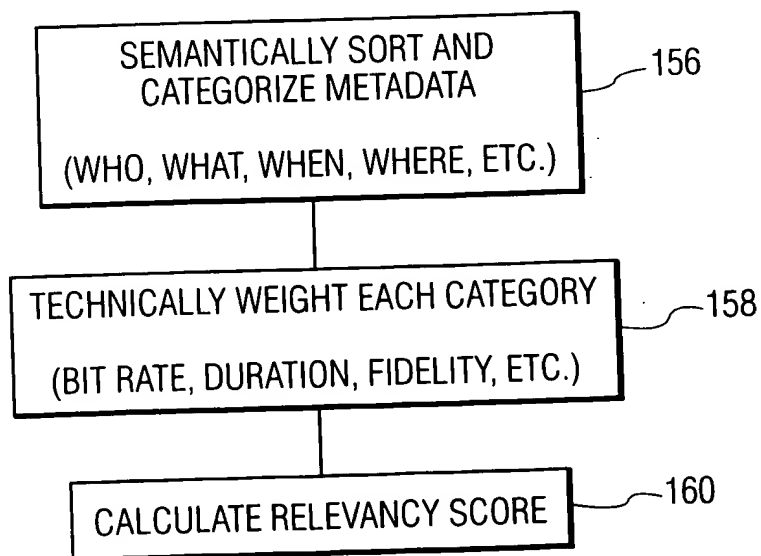 SEMANTICALLY SORT AND
CATEGORIZE METADATA
(WHO, WHAT, WHEN, WHERE, ETC.)
156
TECHNICALLY WEIGHT EACH CATEGORY
(BIT RATE, DURATION, FIDELITY, ETC.)
158
CALCULATE RELEVANCY SCORE
160